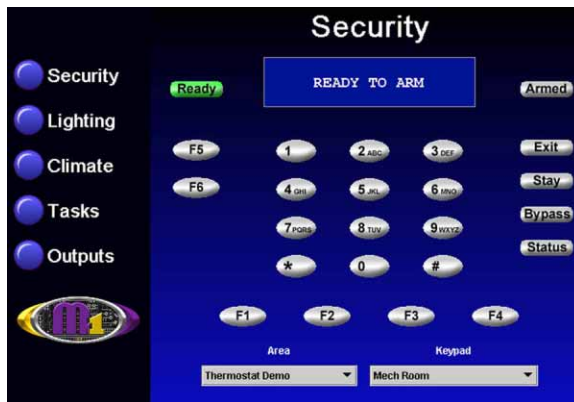 Security
Security
Lighting
Climate
Tasks
Outputs
M1
Ready
READY TO ARM
Armed
F5
1
2 ABC
3 DEF
Exit
F6
4 GHI
5 JKL
6 MNO
Stay
7 PQRS
8 TUV
9 WXYZ
Bypass
Status
*
0
#
F1
F2
F3
F4
Area
Keypad
Thermostat Demo
Mech Room